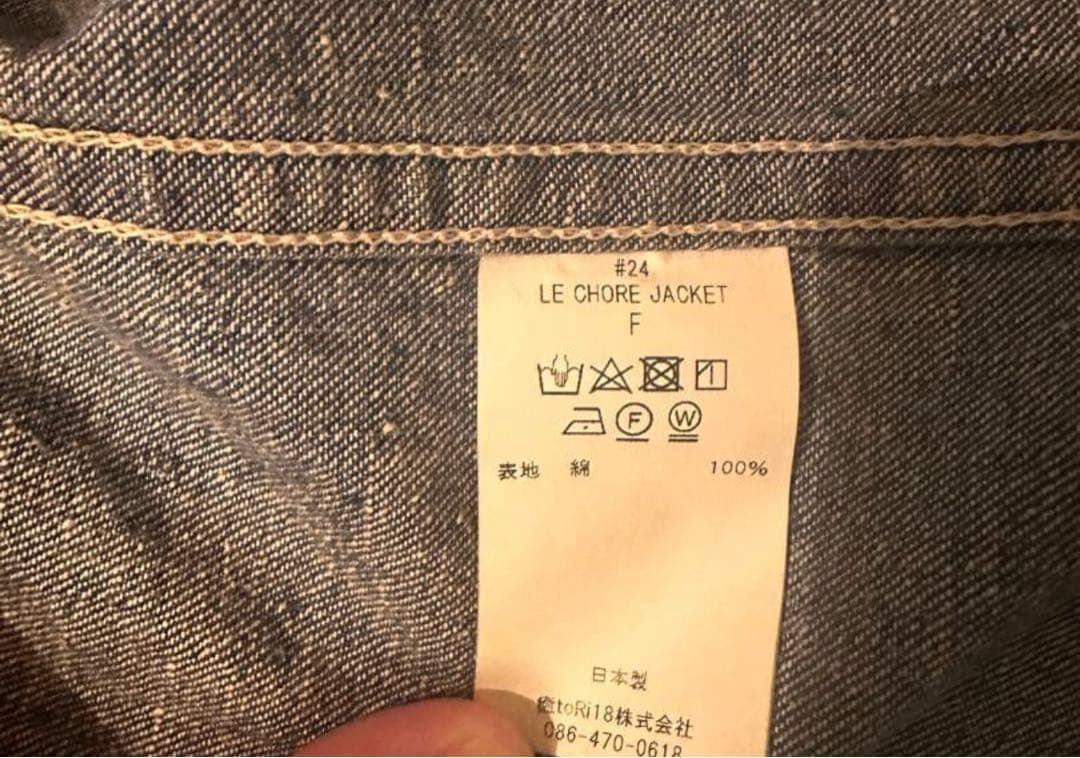 #24
LE CHORE JACKET
F
F W
表地 綿 100%
日本製
癒toRi18株式会社
086-470-0618